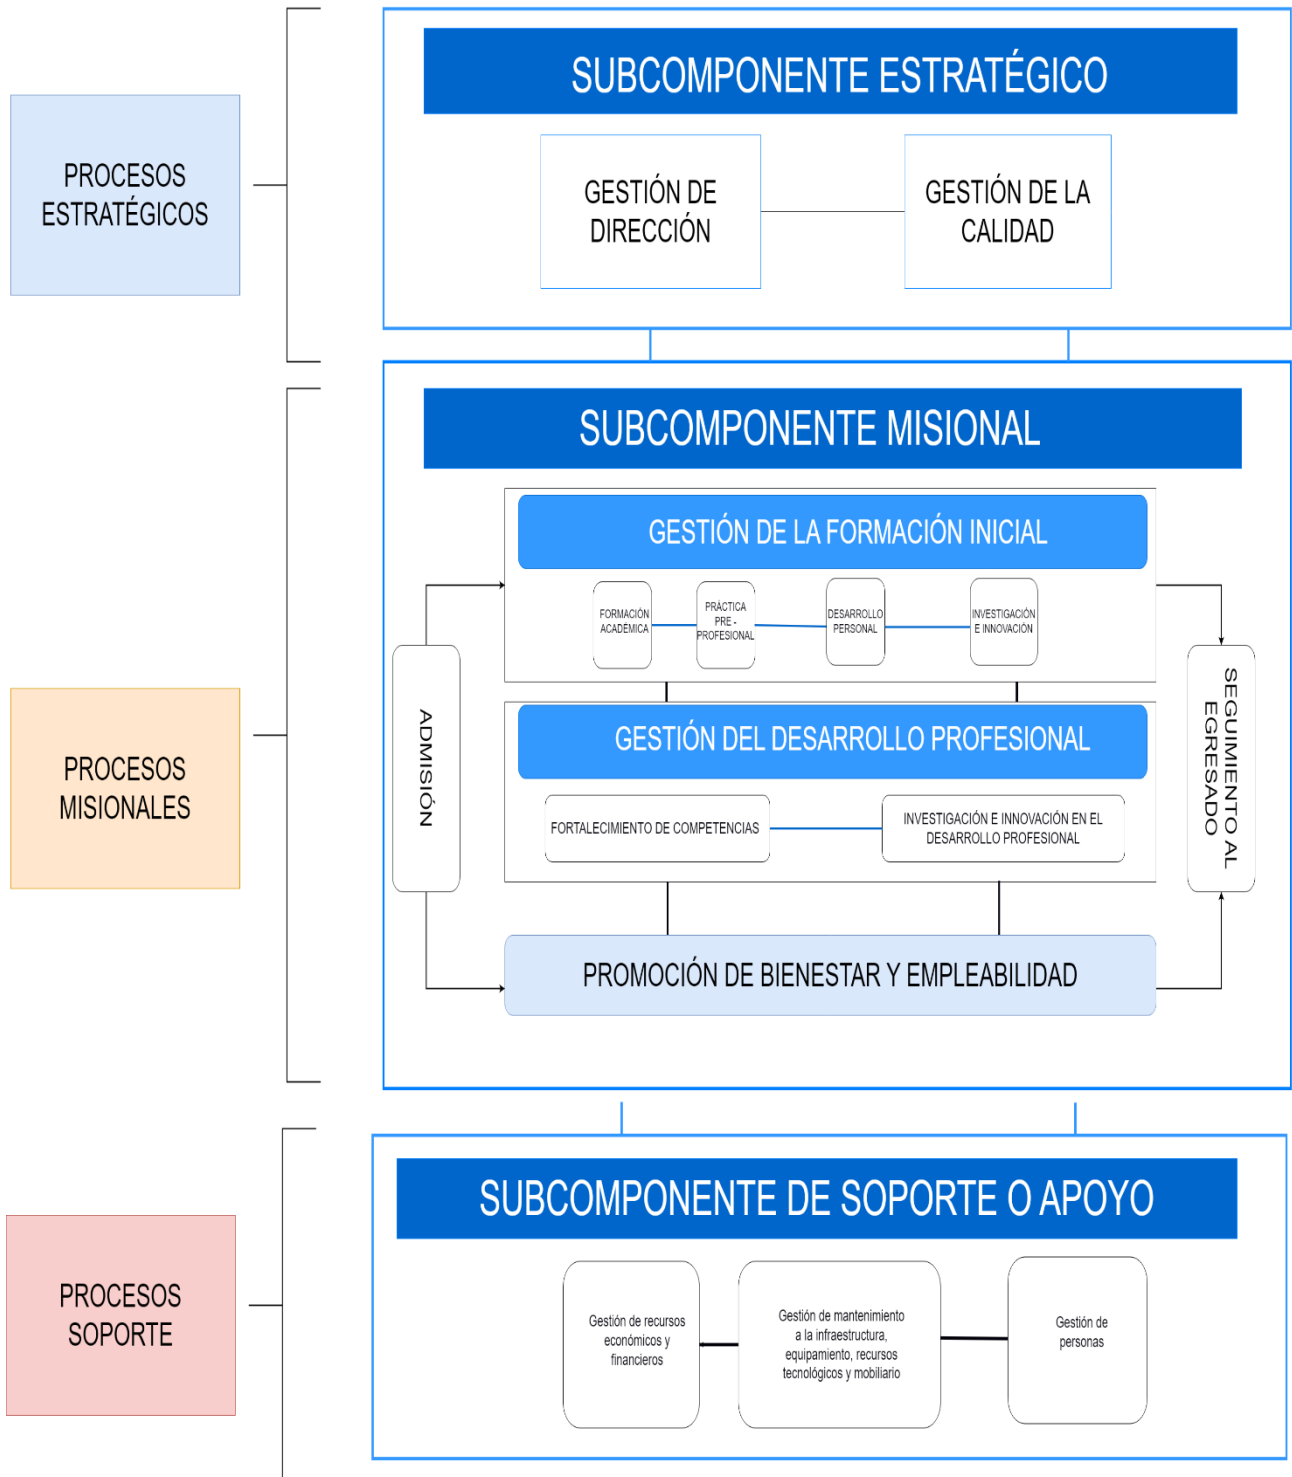 SUBCOMPONENTE ESTRATÉGICO
PROCESOS
ESTRATÉGICOS
GESTIÓN DE
DIRECCIÓN
GESTIÓN DE LA
CALIDAD
SUBCOMPONENTE MISIONAL
GESTIÓN DE LA FORMACIÓN INICIAL
FORMACIÓN
ACADÉMICA
PRÁCTICA
PRE -
PROFESIONAL
DESARROLLO
PERSONAL
INVESTIGACIÓN
E INNOVACIÓN
ADMISIÓN
SEGUIMIENTO AL
EGRESADO
GESTIÓN DEL DESARROLLO PROFESIONAL
PROCESOS
MISIONALES
FORTALECIMIENTO DE COMPETENCIAS
INVESTIGACIÓN E INNOVACIÓN EN EL
DESARROLLO PROFESIONAL
PROMOCIÓN DE BIENESTAR Y EMPLEABILIDAD
SUBCOMPONENTE DE SOPORTE O APOYO
PROCESOS
SOPORTE
Gestión de recursos
económicos y
financieros
Gestión de mantenimiento
a la infraestructura,
equipamiento, recursos
tecnológicos y mobiliario
Gestión de
personas